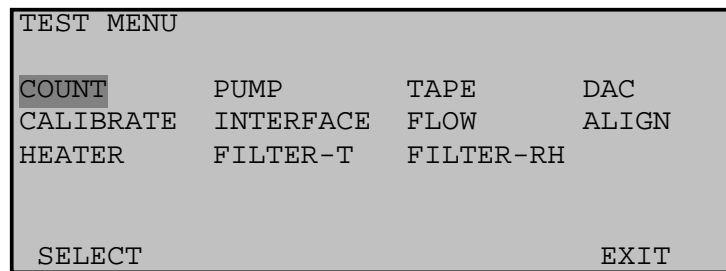 TEST MENU
COUNT PUMP TAPE DAC
CALIBRATE INTERFACE FLOW ALIGN
HEATER FILTER-T FILTER-RH
SELECT EXIT